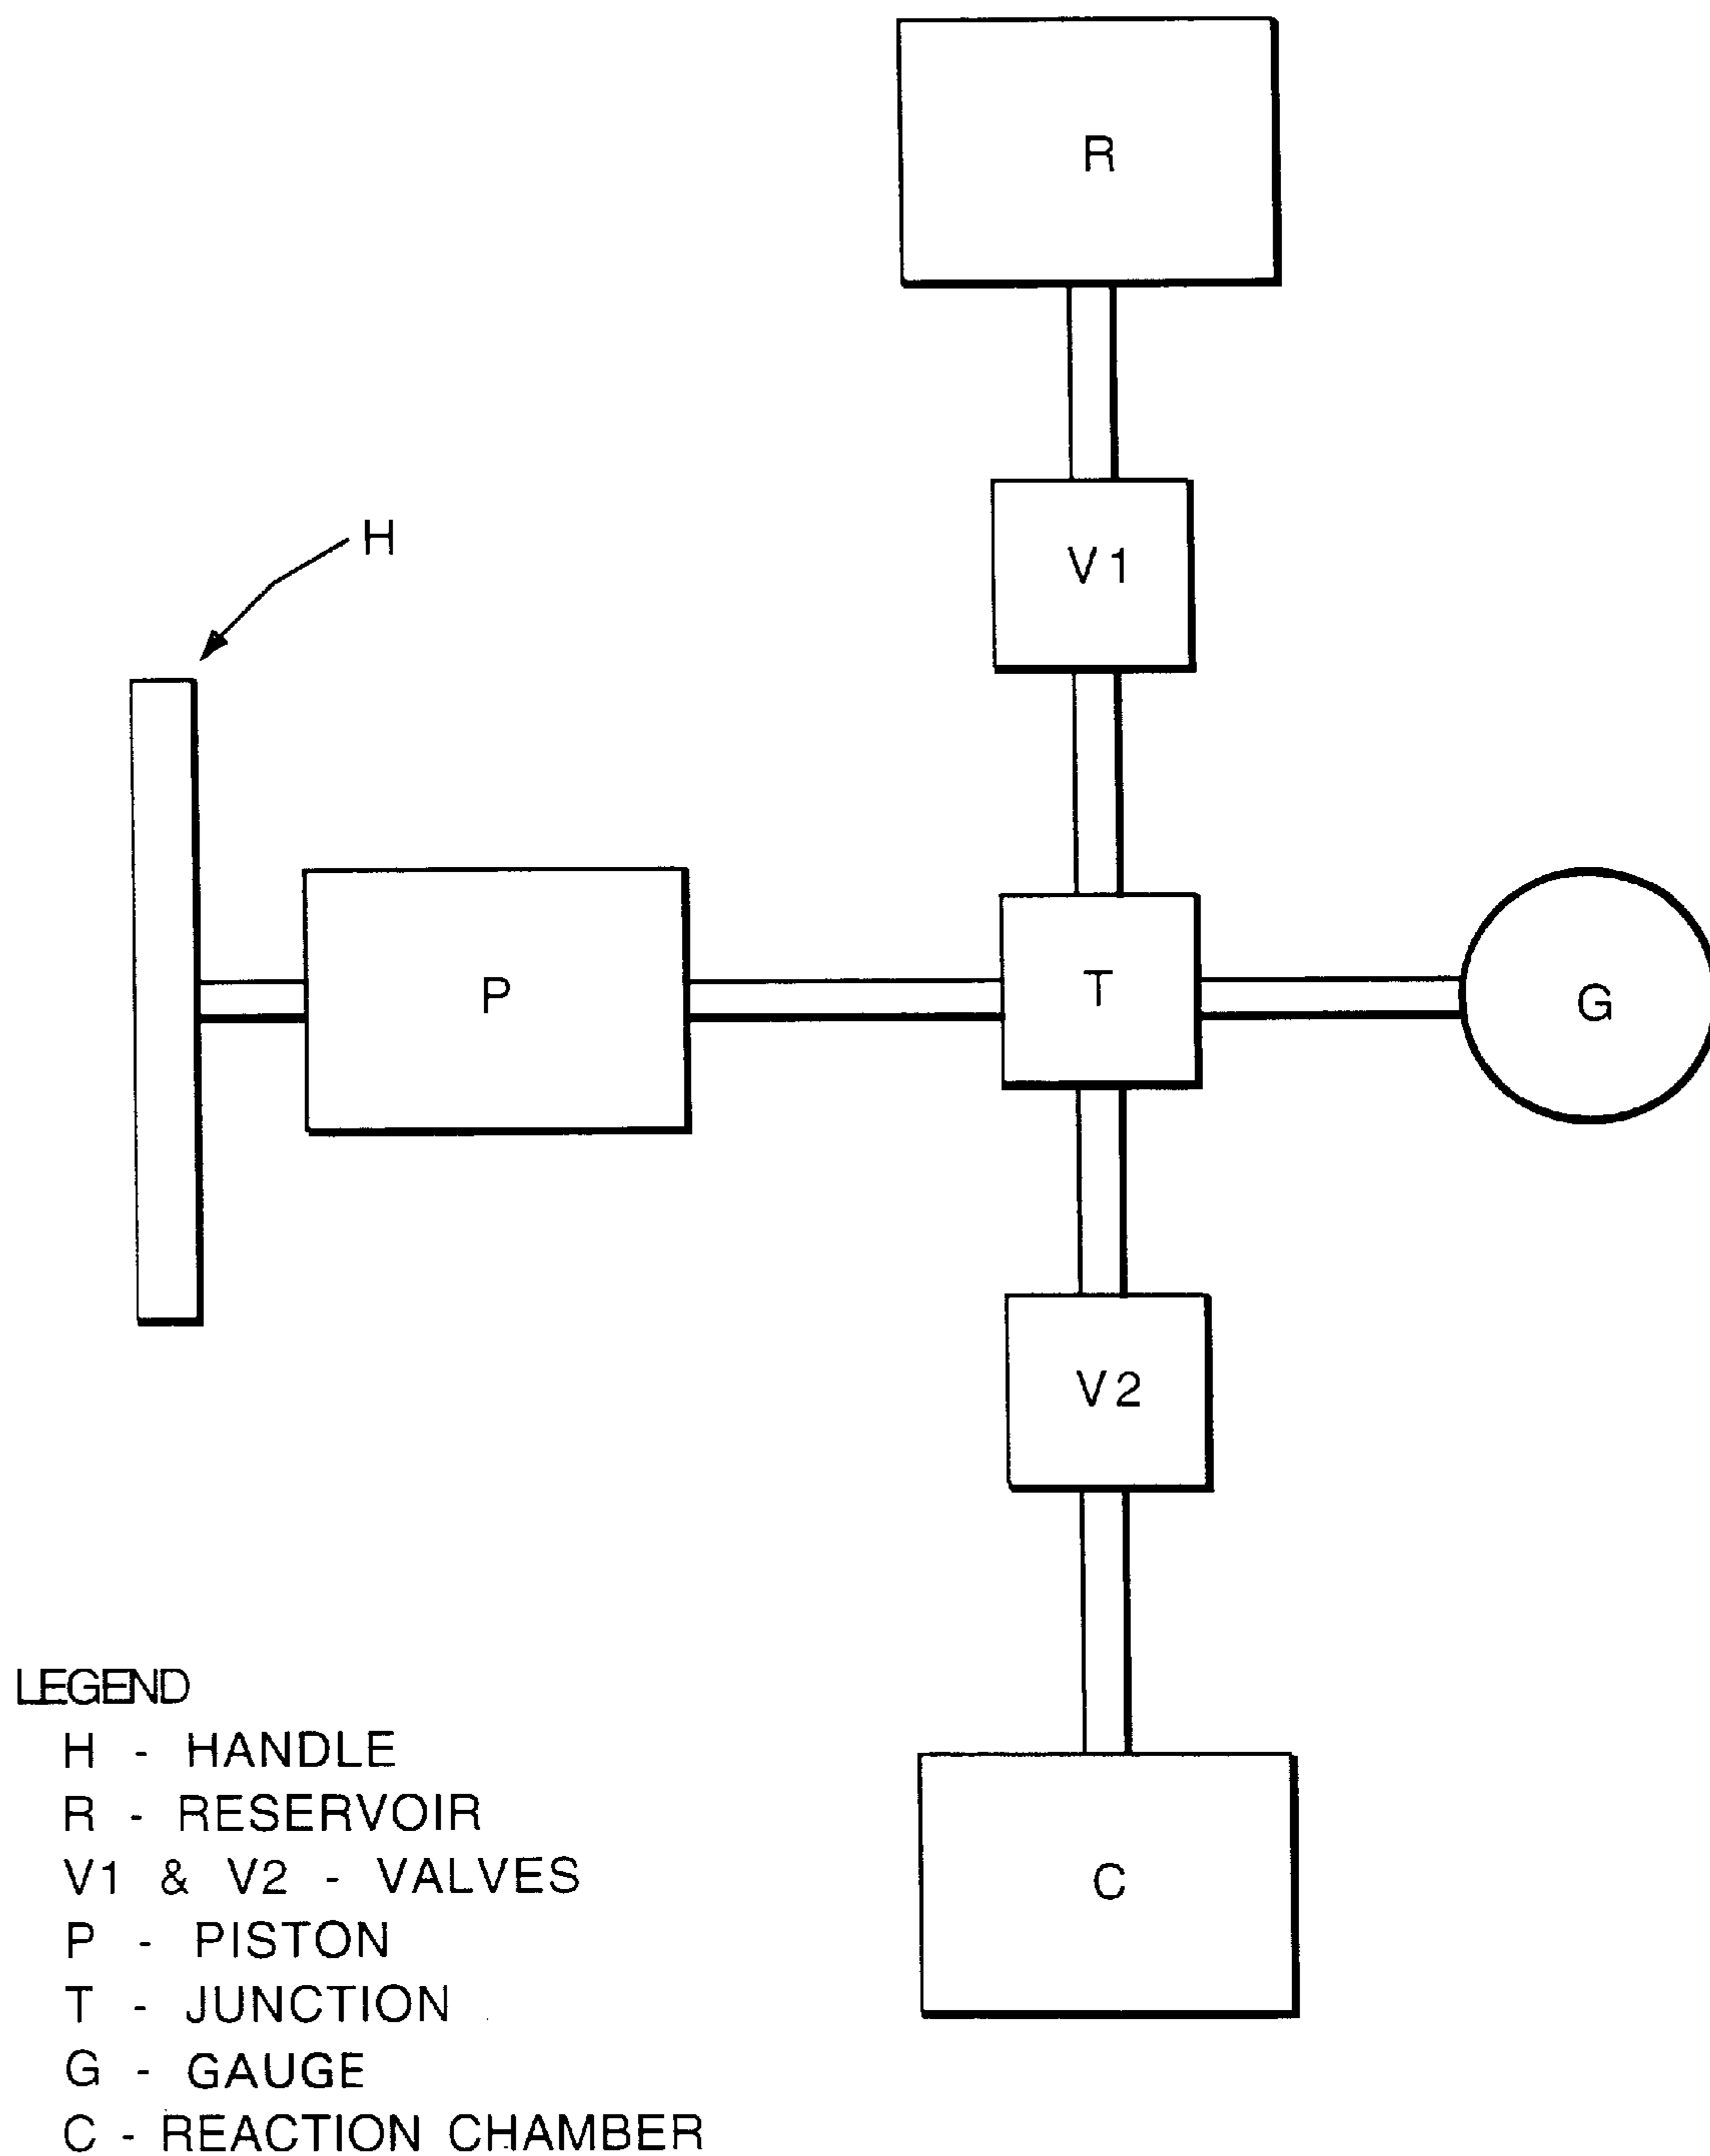 R
V1
H
P
T
G
V2
C
LEGEND
H - HANDLE
R - RESERVOIR
V1 & V2 - VALVES
P - PISTON
T - JUNCTION
G - GAUGE
C - REACTION CHAMBER